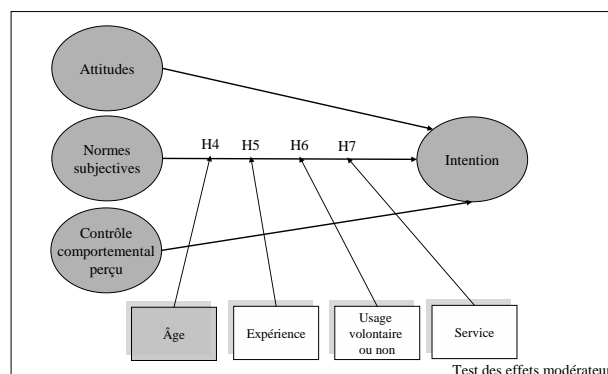 Attitudes
Normes
subjectives
H4 H5 H6 H7
Intention
Contrôle
comportemental
perçu
Âge
Expérience
Usage
volontaire
ou non
Service
Test des effets modérateur